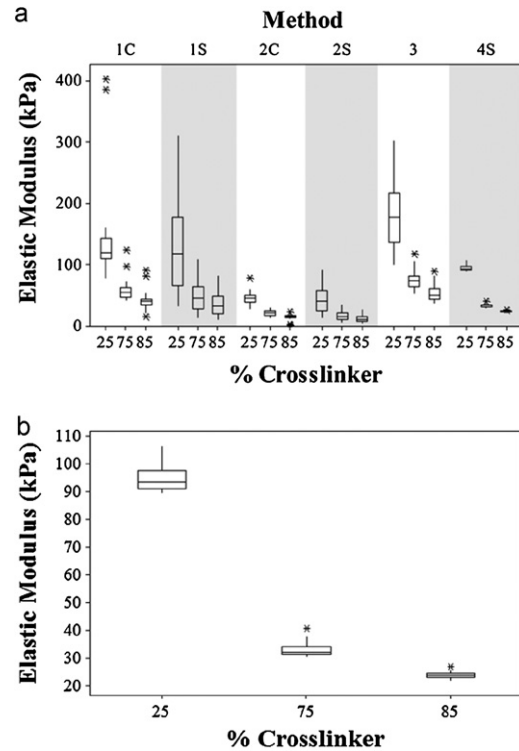 a
Method
1C 1S 2C 2S 3 4S
Elastic Modulus (kPa)
400
300
200
100
0
25 75 85 25 75 85 25 75 85 25 75 85 25 75 85 25 75 85
% Crosslinker
b
Elastic Modulus (kPa)
110
100
90
80
70
60
50
40
30
20
25 75 85
% Crosslinker